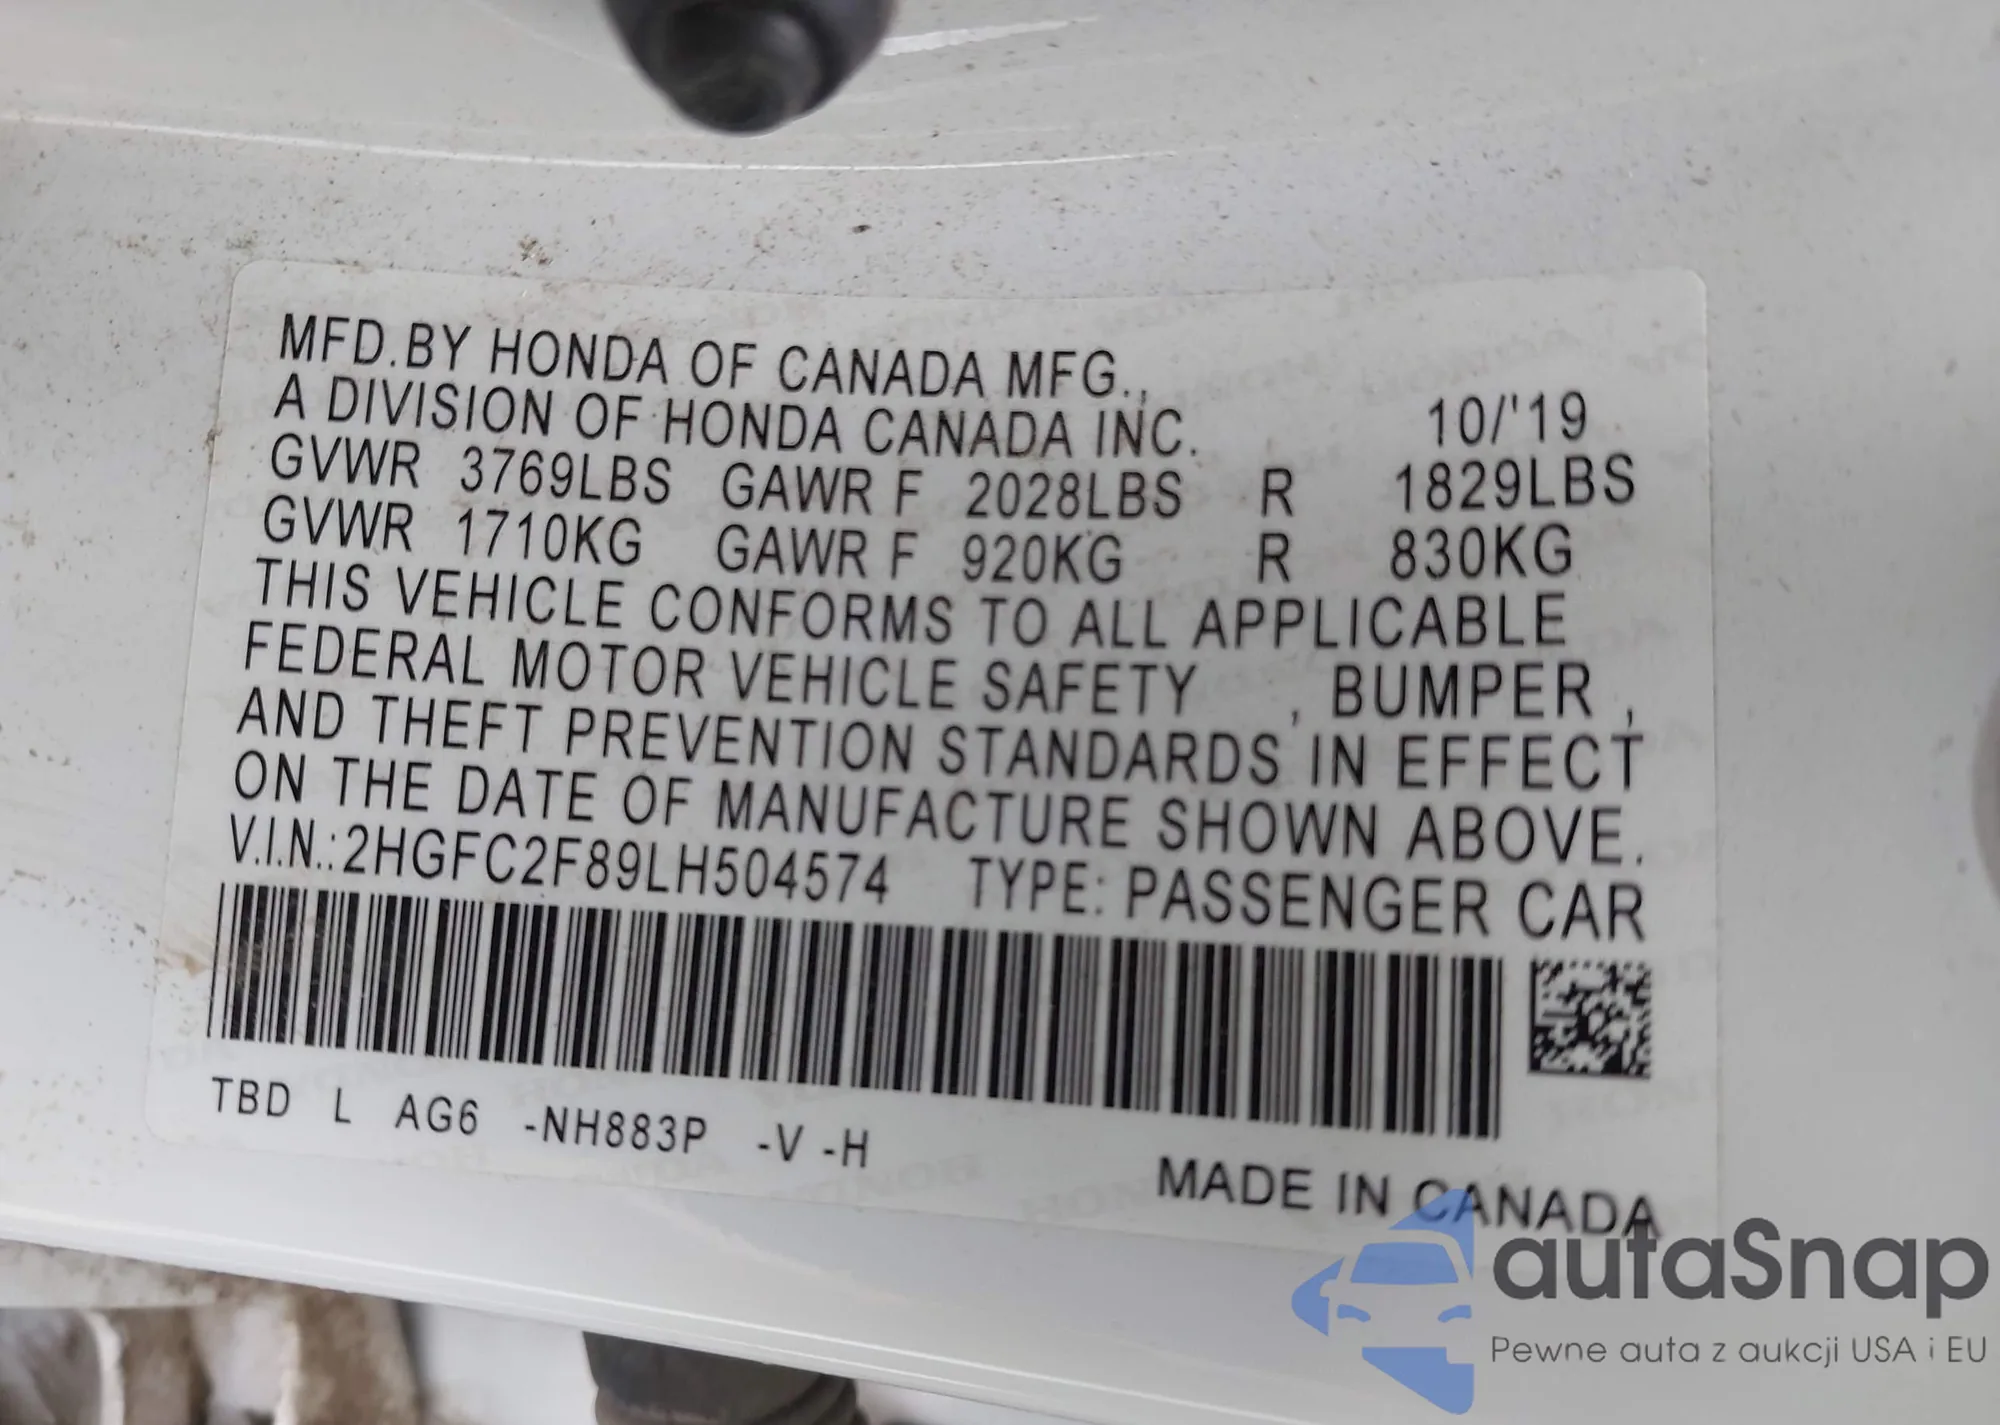 MFD.BY HONDA OF CANADA MFG.,
A DIVISION OF HONDA CANADA INC. 10/'19
GVWR 3769LBS GAWR F 2028LBS R 1829LBS
GVWR 1710KG GAWR F 920KG R 830KG
THIS VEHICLE CONFORMS TO ALL APPLICABLE
FEDERAL MOTOR VEHICLE SAFETY , BUMPER ,
AND THEFT PREVENTION STANDARDS IN EFFECT
ON THE DATE OF MANUFACTURE SHOWN ABOVE.
V.I.N.:2HGFC2F89LH504574 TYPE: PASSENGER CAR
TBD L AG6 -NH883P -V -H
MADE IN CANADA
autaSnap
Pewne auta z aukcji USA i EU